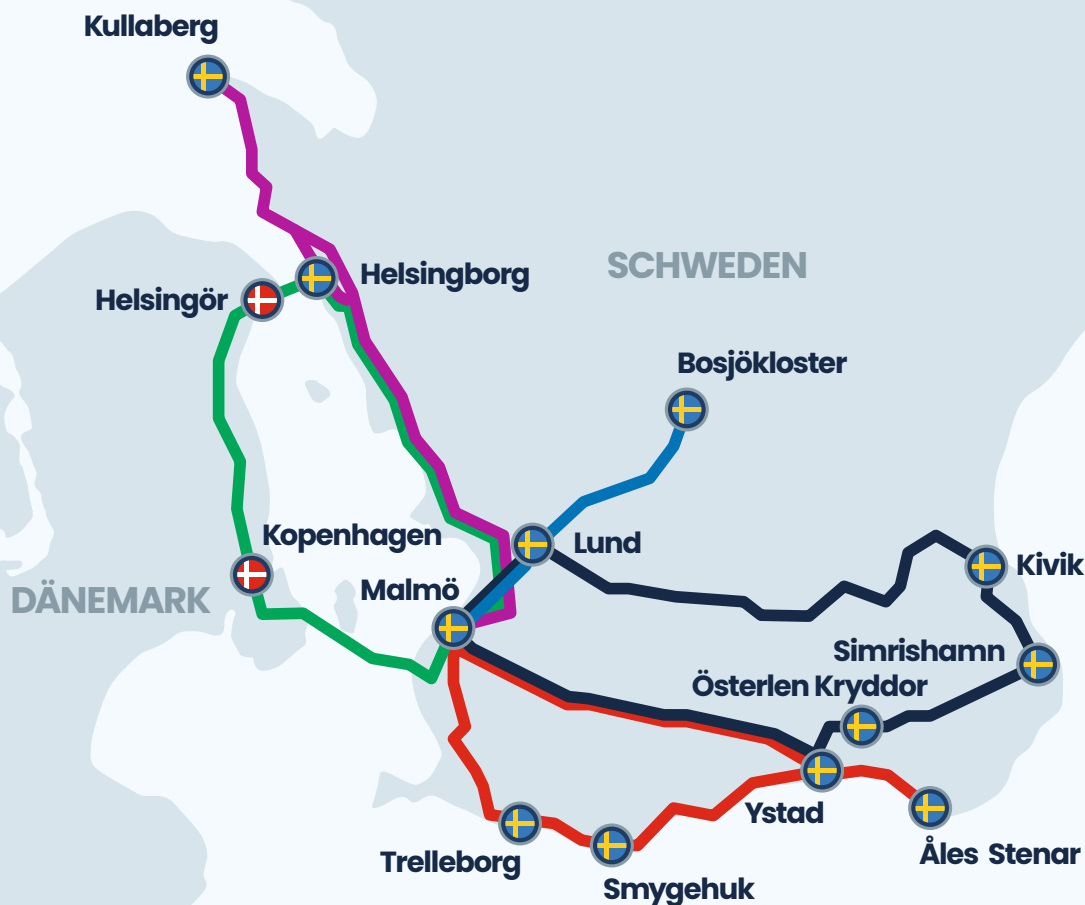 Kullaberg
SCHWEDEN
Helsingborg
Helsingör
Bosjökloster
Kopenhagen
Lund
Kivik
Malmö
DÄNEMARK
Simrishamn
Österlen Kryddor
Ystad
Åles Stenar
Trelleborg
Smygehuk